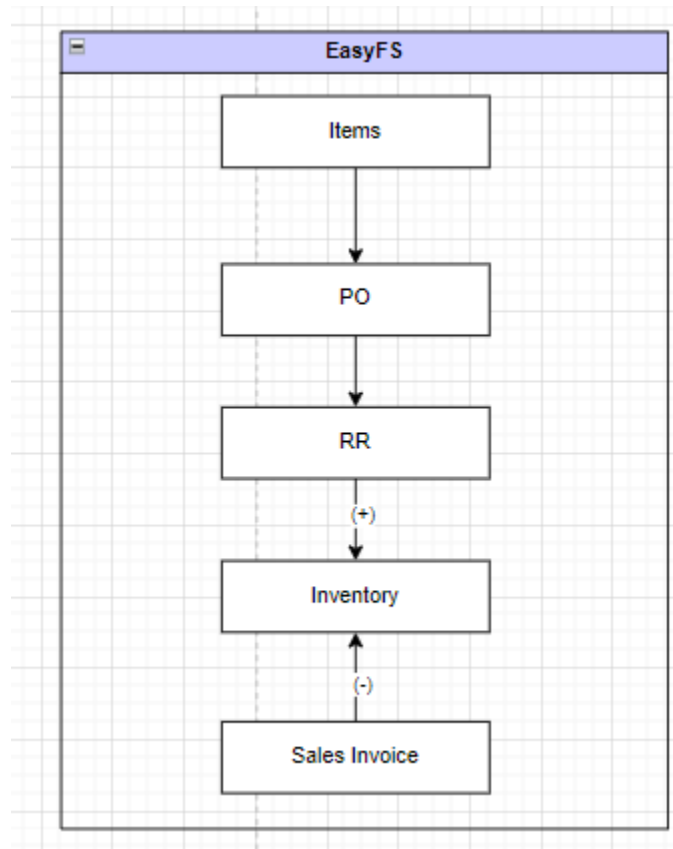 EasyFS
Items
PO
RR
(+)
Inventory
(-)
Sales Invoice